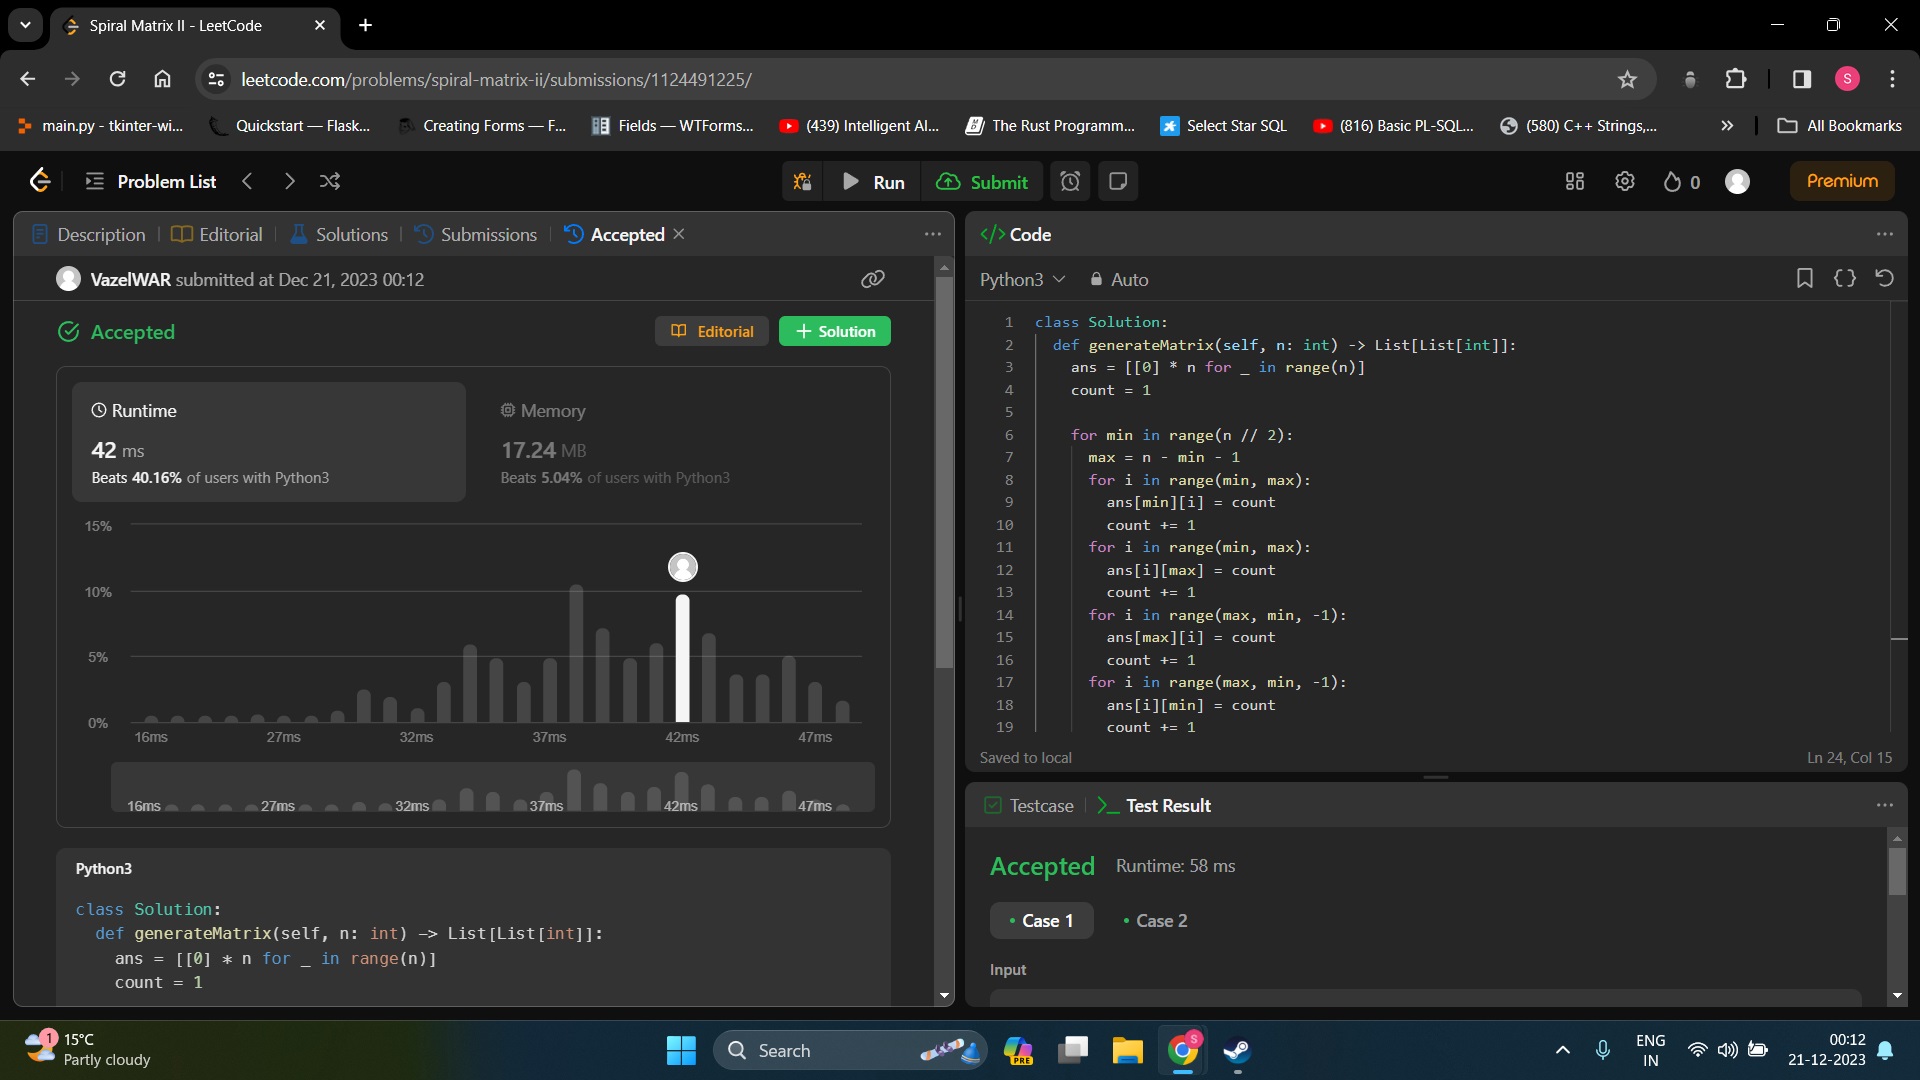 Spiral Matrix II - LeetCode
leetcode.com/problems/spiral-matrix-ii/submissions/1124491225/
S
main.py - tkinter-wi...
Quickstart — Flask...
Creating Forms — F...
Fields — WTForms...
(439) Intelligent AI...
The Rust Programm...
Select Star SQL
(816) Basic PL-SQL...
(580) C++ Strings,...
All Bookmarks
Problem List
Run
Submit
0
Premium
Description
Editorial
Solutions
Submissions
Accepted
VazelWAR submitted at Dec 21, 2023 00:12
Accepted
Editorial
+ Solution
Runtime
42 ms
Beats 40.16% of users with Python3
Memory
17.24 MB
Beats 5.04% of users with Python3
15%
10%
5%
0%
16ms 27ms 32ms 37ms 42ms 47ms
16ms 27ms 32ms 37ms 42ms 47ms
Python3
class Solution:
def generateMatrix(self, n: int) -> List[List[int]]:
ans = [[0] * n for _ in range(n)]
count = 1
</> Code
Python3
Auto
1 class Solution:
2 def generateMatrix(self, n: int) -> List[List[int]]:
3 ans = [[0] * n for _ in range(n)]
4 count = 1
5
6 for min in range(n // 2):
7 max = n - min - 1
8 for i in range(min, max):
9 ans[min][i] = count
10 count += 1
11 for i in range(min, max):
12 ans[i][max] = count
13 count += 1
14 for i in range(max, min, -1):
15 ans[max][i] = count
16 count += 1
17 for i in range(max, min, -1):
18 ans[i][min] = count
19 count += 1
Saved to local
Ln 24, Col 15
Testcase
Test Result
Accepted Runtime: 58 ms
Case 1
Case 2
Input
1
15°C
Partly cloudy
Search
PRE
S
ENG
IN
00:12
21-12-2023